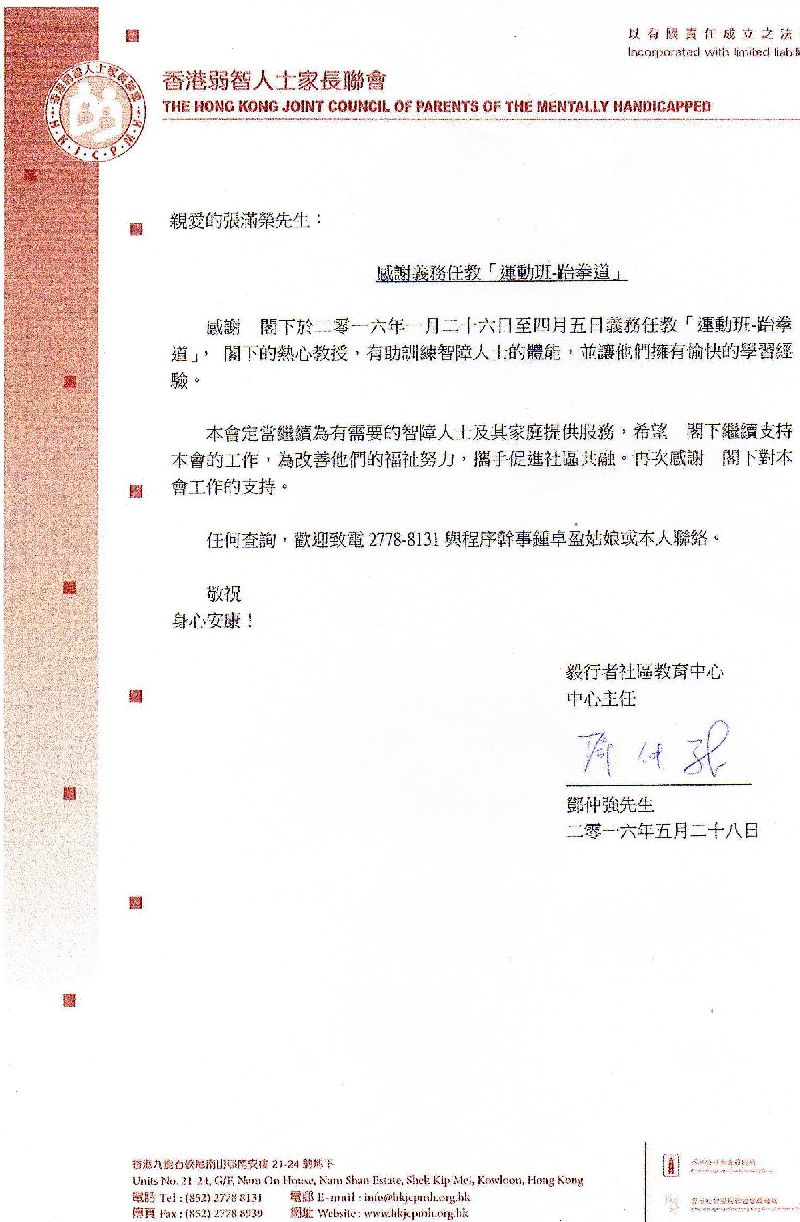 以有限責任成立之法
Incorporated with limited liabil
香港弱智人士家長聯會
THE HONG KONG JOINT COUNCIL OF PARENTS OF THE MENTALLY HANDICAPPED
香港弱智人士家長聯會
H.K.J.C.P.M.H.
親愛的張滿榮先生：
感謝義務任教「運動班-跆拳道」
感謝　閣下於二零一六年一月二十六日至四月五日義務任教「運動班-跆拳
道」，　閣下的熱心教授，有助訓練智障人士的體能，並讓他們擁有愉快的學習經
驗。
本會定當繼續為有需要的智障人士及其家庭提供服務，希望　閣下繼續支持
本會的工作，為改善他們的福祉努力，攜手促進社區共融。再次感謝　閣下對本
會工作的支持。
任何查詢，歡迎致電 2778-8131 與程序幹事鍾卓盈姑娘或本人聯絡。
敬祝
身心安康！
毅行者社區教育中心
中心主任
鄧仲強先生
二零一六年五月二十八日
香港九龍石硤尾南山邨南安樓 21-24 號地下
Units No. 21-24, G/F, Nam On House, Nam Shan Estate, Shek Kip Mei, Kowloon, Hong Kong
電話 Tel : (852) 2778 8131　電郵 E-mail : info@hkjcpmh.org.hk
傳真 Fax : (852) 2788 8939　網址 Website : www.hkjcpmh.org.hk